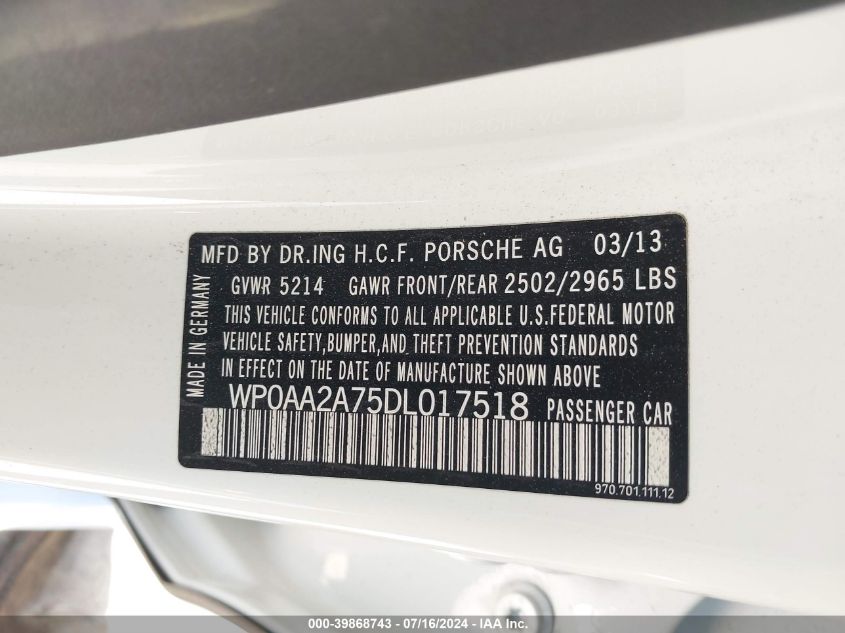 MFD BY DR.ING H.C.F. PORSCHE AG 03/13
GVWR 5214 GAWR FRONT/REAR 2502/2965 LBS
THIS VEHICLE CONFORMS TO ALL APPLICABLE U.S.FEDERAL MOTOR
VEHICLE SAFETY,BUMPER,AND THEFT PREVENTION STANDARDS
IN EFFECT ON THE DATE OF MANUFACTURE SHOWN ABOVE
WP0AA2A75DL017518 PASSENGER CAR
970.701.111.12
MADE IN GERMANY
IAA-39868743 | 07/16/2024 - IAA Inc.